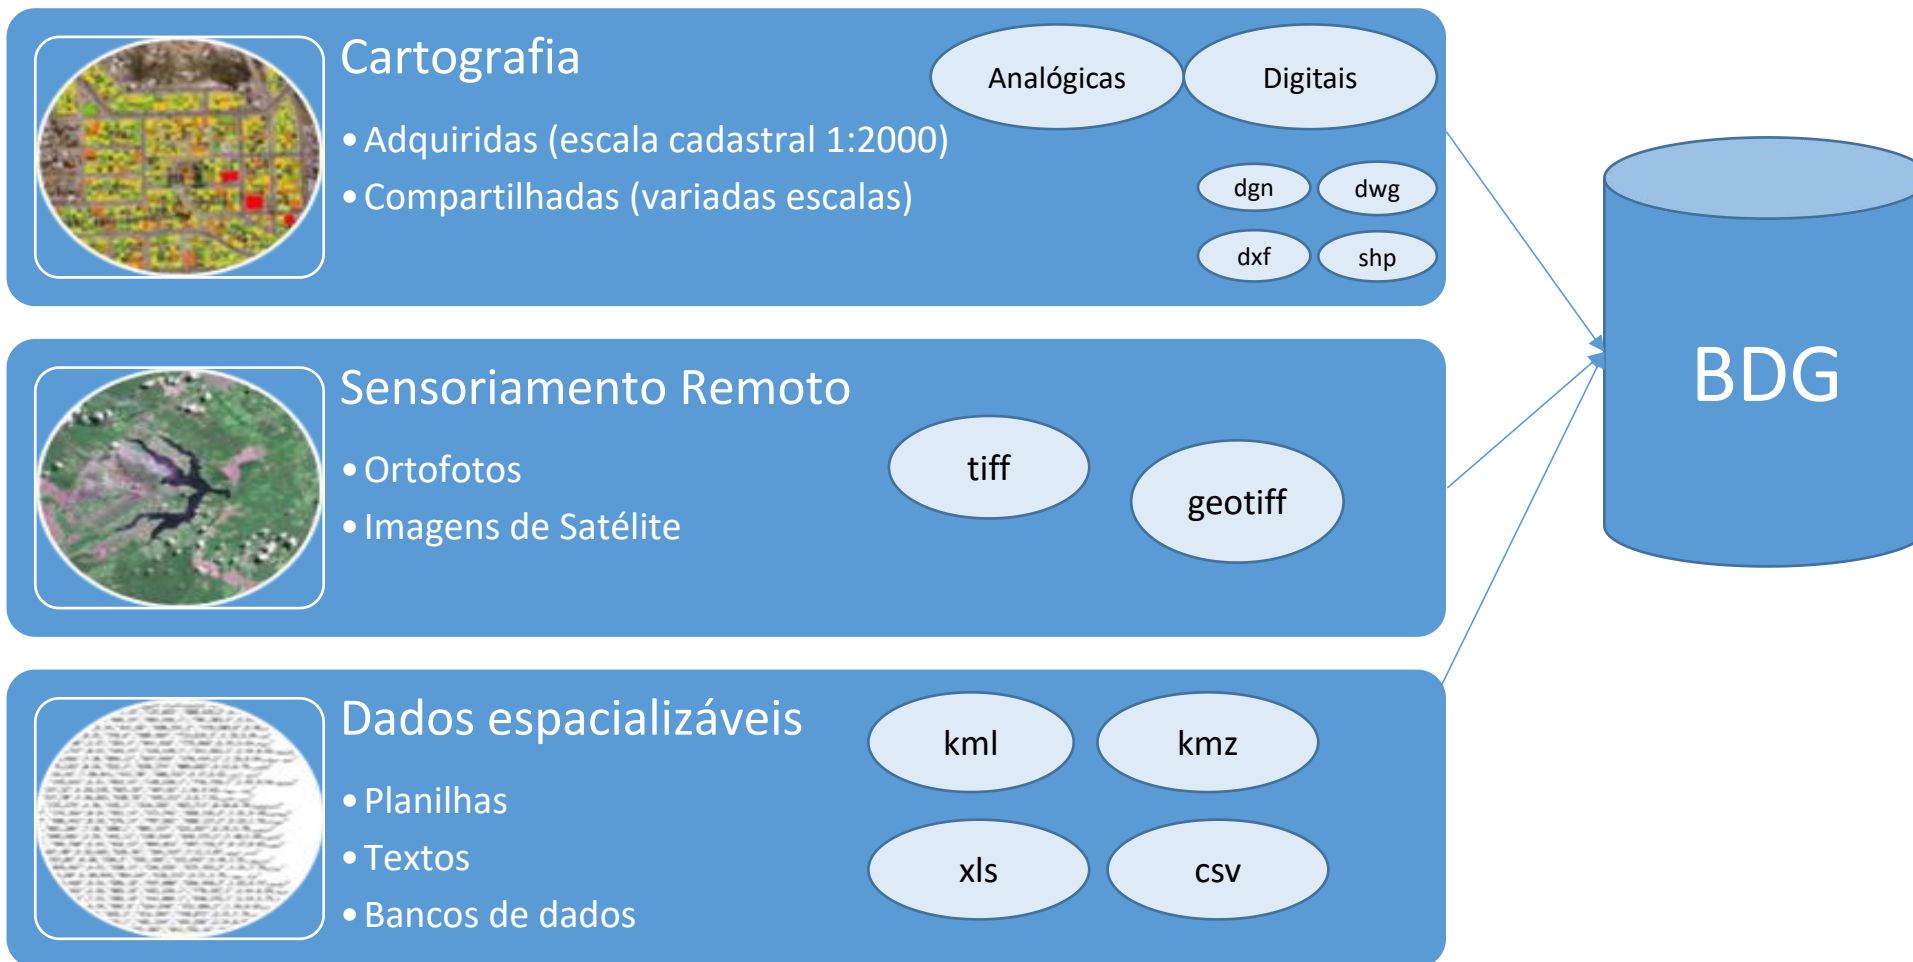 Cartografia
• Adquiridas (escala cadastral 1:2000)
• Compartilhadas (variadas escalas)
Analógicas
Digitais
dgn
dwg
dxf
shp
Sensoriamento Remoto
• Ortofotos
• Imagens de Satélite
tiff
geotiff
Dados espacializáveis
• Planilhas
• Textos
• Bancos de dados
kml
kmz
xls
csv
BDG